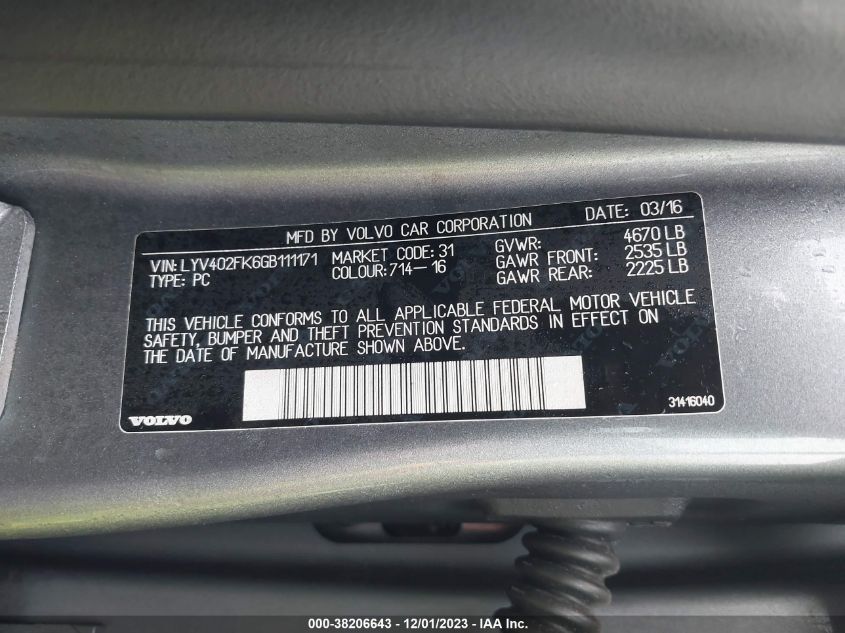 MFD BY VOLVO CAR CORPORATION DATE: 03/16
VIN: LYV402FK6GB111171 MARKET CODE: 31 GVWR: 4670 LB
TYPE: PC COLOUR: 714-16 GAWR FRONT: 2535 LB
GAWR REAR: 2225 LB
THIS VEHICLE CONFORMS TO ALL APPLICABLE FEDERAL MOTOR VEHICLE
SAFETY, BUMPER AND THEFT PREVENTION STANDARDS IN EFFECT ON
THE DATE OF MANUFACTURE SHOWN ABOVE.
VOLVO
31416040
000-38206643 - 12/01/2023 - IAA Inc.